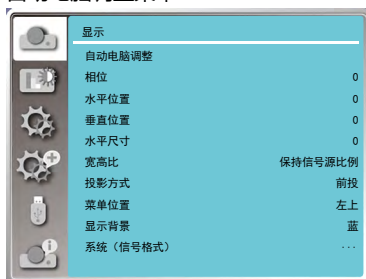 显示
自动电脑调整
相位 0
水平位置 0
垂直位置 0
水平尺寸 0
宽高比 保持信号源比例
投影方式 前投
菜单位置 左上
显示背景 蓝
系统（信号格式） ...